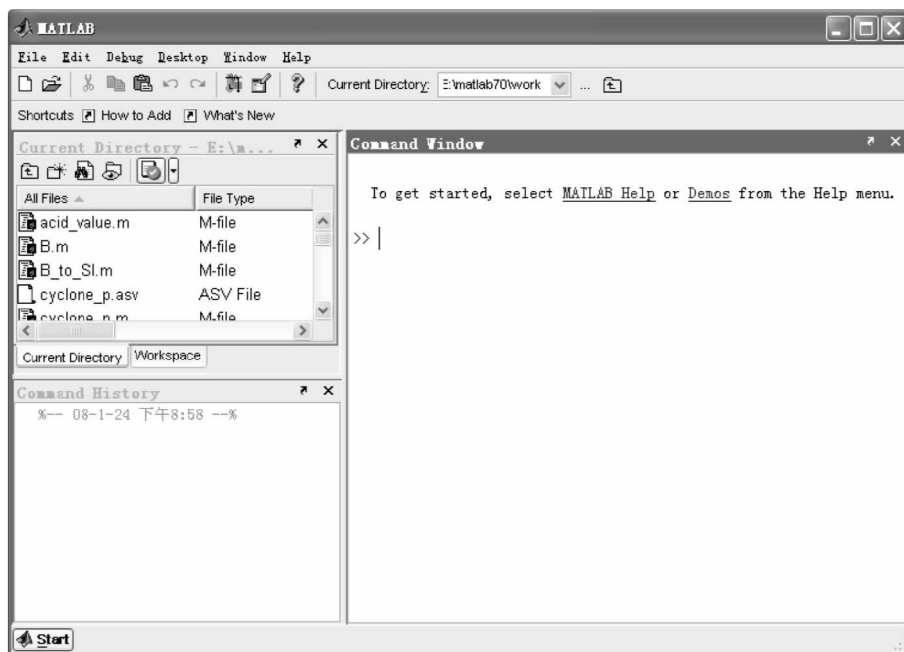 MATLAB
File Edit Debug Desktop Window Help
Current Directory: E:\matlab70\work ...
Shortcuts How to Add What's New
Current Directory - E:\m...
All Files File Type
acid_value.m M-file
B.m M-file
B_to_SI.m M-file
cyclone_p.asv ASV File
cyclone_p.m M-file
Current Directory Workspace
Command History
%-- 08-1-24 下午8:58 --%
Command Window
To get started, select MATLAB Help or Demos from the Help menu.
>>
Start